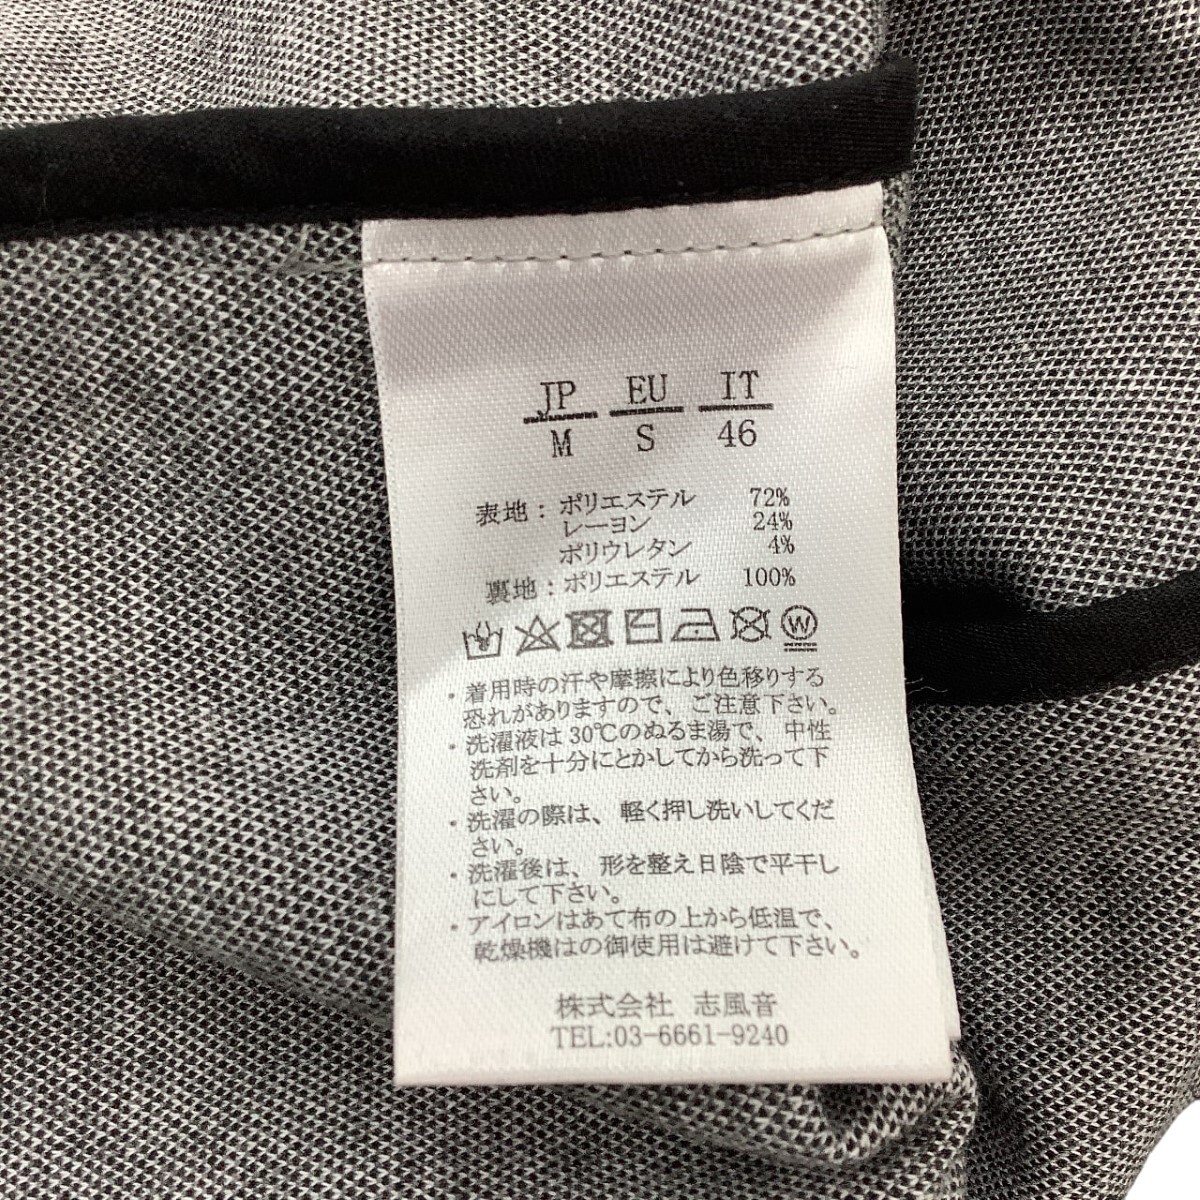 JP EU IT
M S 46
表地：ポリエステル 72%
レーヨン 24%
ポリウレタン 4%
裏地：ポリエステル 100%
W
・着用時の汗や摩擦により色移りする
恐れがありますので、ご注意下さい。
・洗濯液は30℃のぬるま湯で、中性
洗剤を十分にとかしてから洗って下
さい。
・洗濯の際は、軽く押し洗いしてくだ
さい。
・洗濯後は、形を整え日陰で平干し
にして下さい。
・アイロンはあて布の上から低温で、
乾燥機はの御使用は避けて下さい。
株式会社 志風音
TEL:03-6661-9240